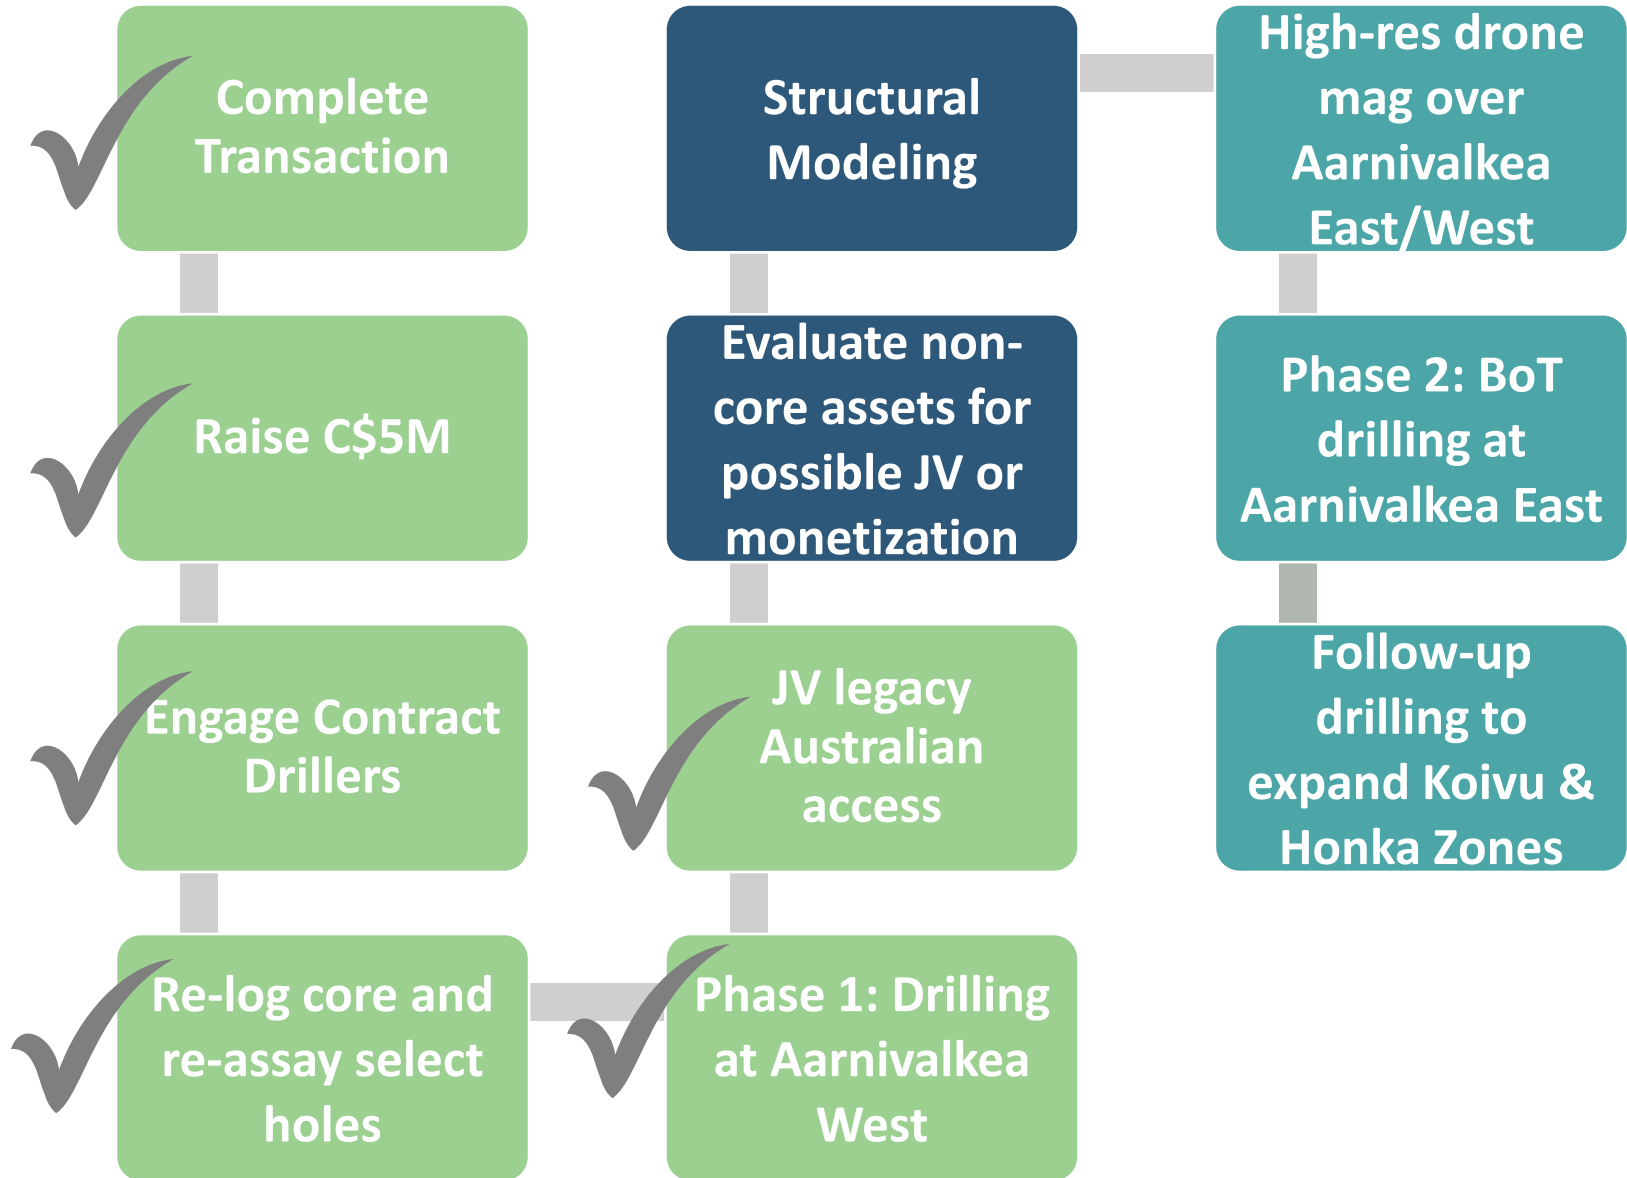 Complete
Transaction
Raise C$5M
Engage Contract
Drillers
Re-log core and
re-assay select
holes
Phase 1: Drilling
at Aarnivalkea
West
JV legacy
Australian
access
Evaluate non-
core assets for
possible JV or
monetization
Structural
Modeling
High-res drone
mag over
Aarnivalkea
East/West
Phase 2: BoT
drilling at
Aarnivalkea East
Follow-up
drilling to
expand Koivu &
Honka Zones